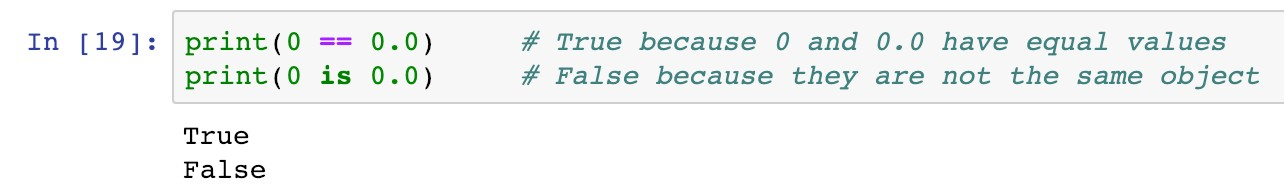 In [19]: print(0 == 0.0)      # True because 0 and 0.0 have equal values
print(0 is 0.0)      # False because they are not the same object
True
False